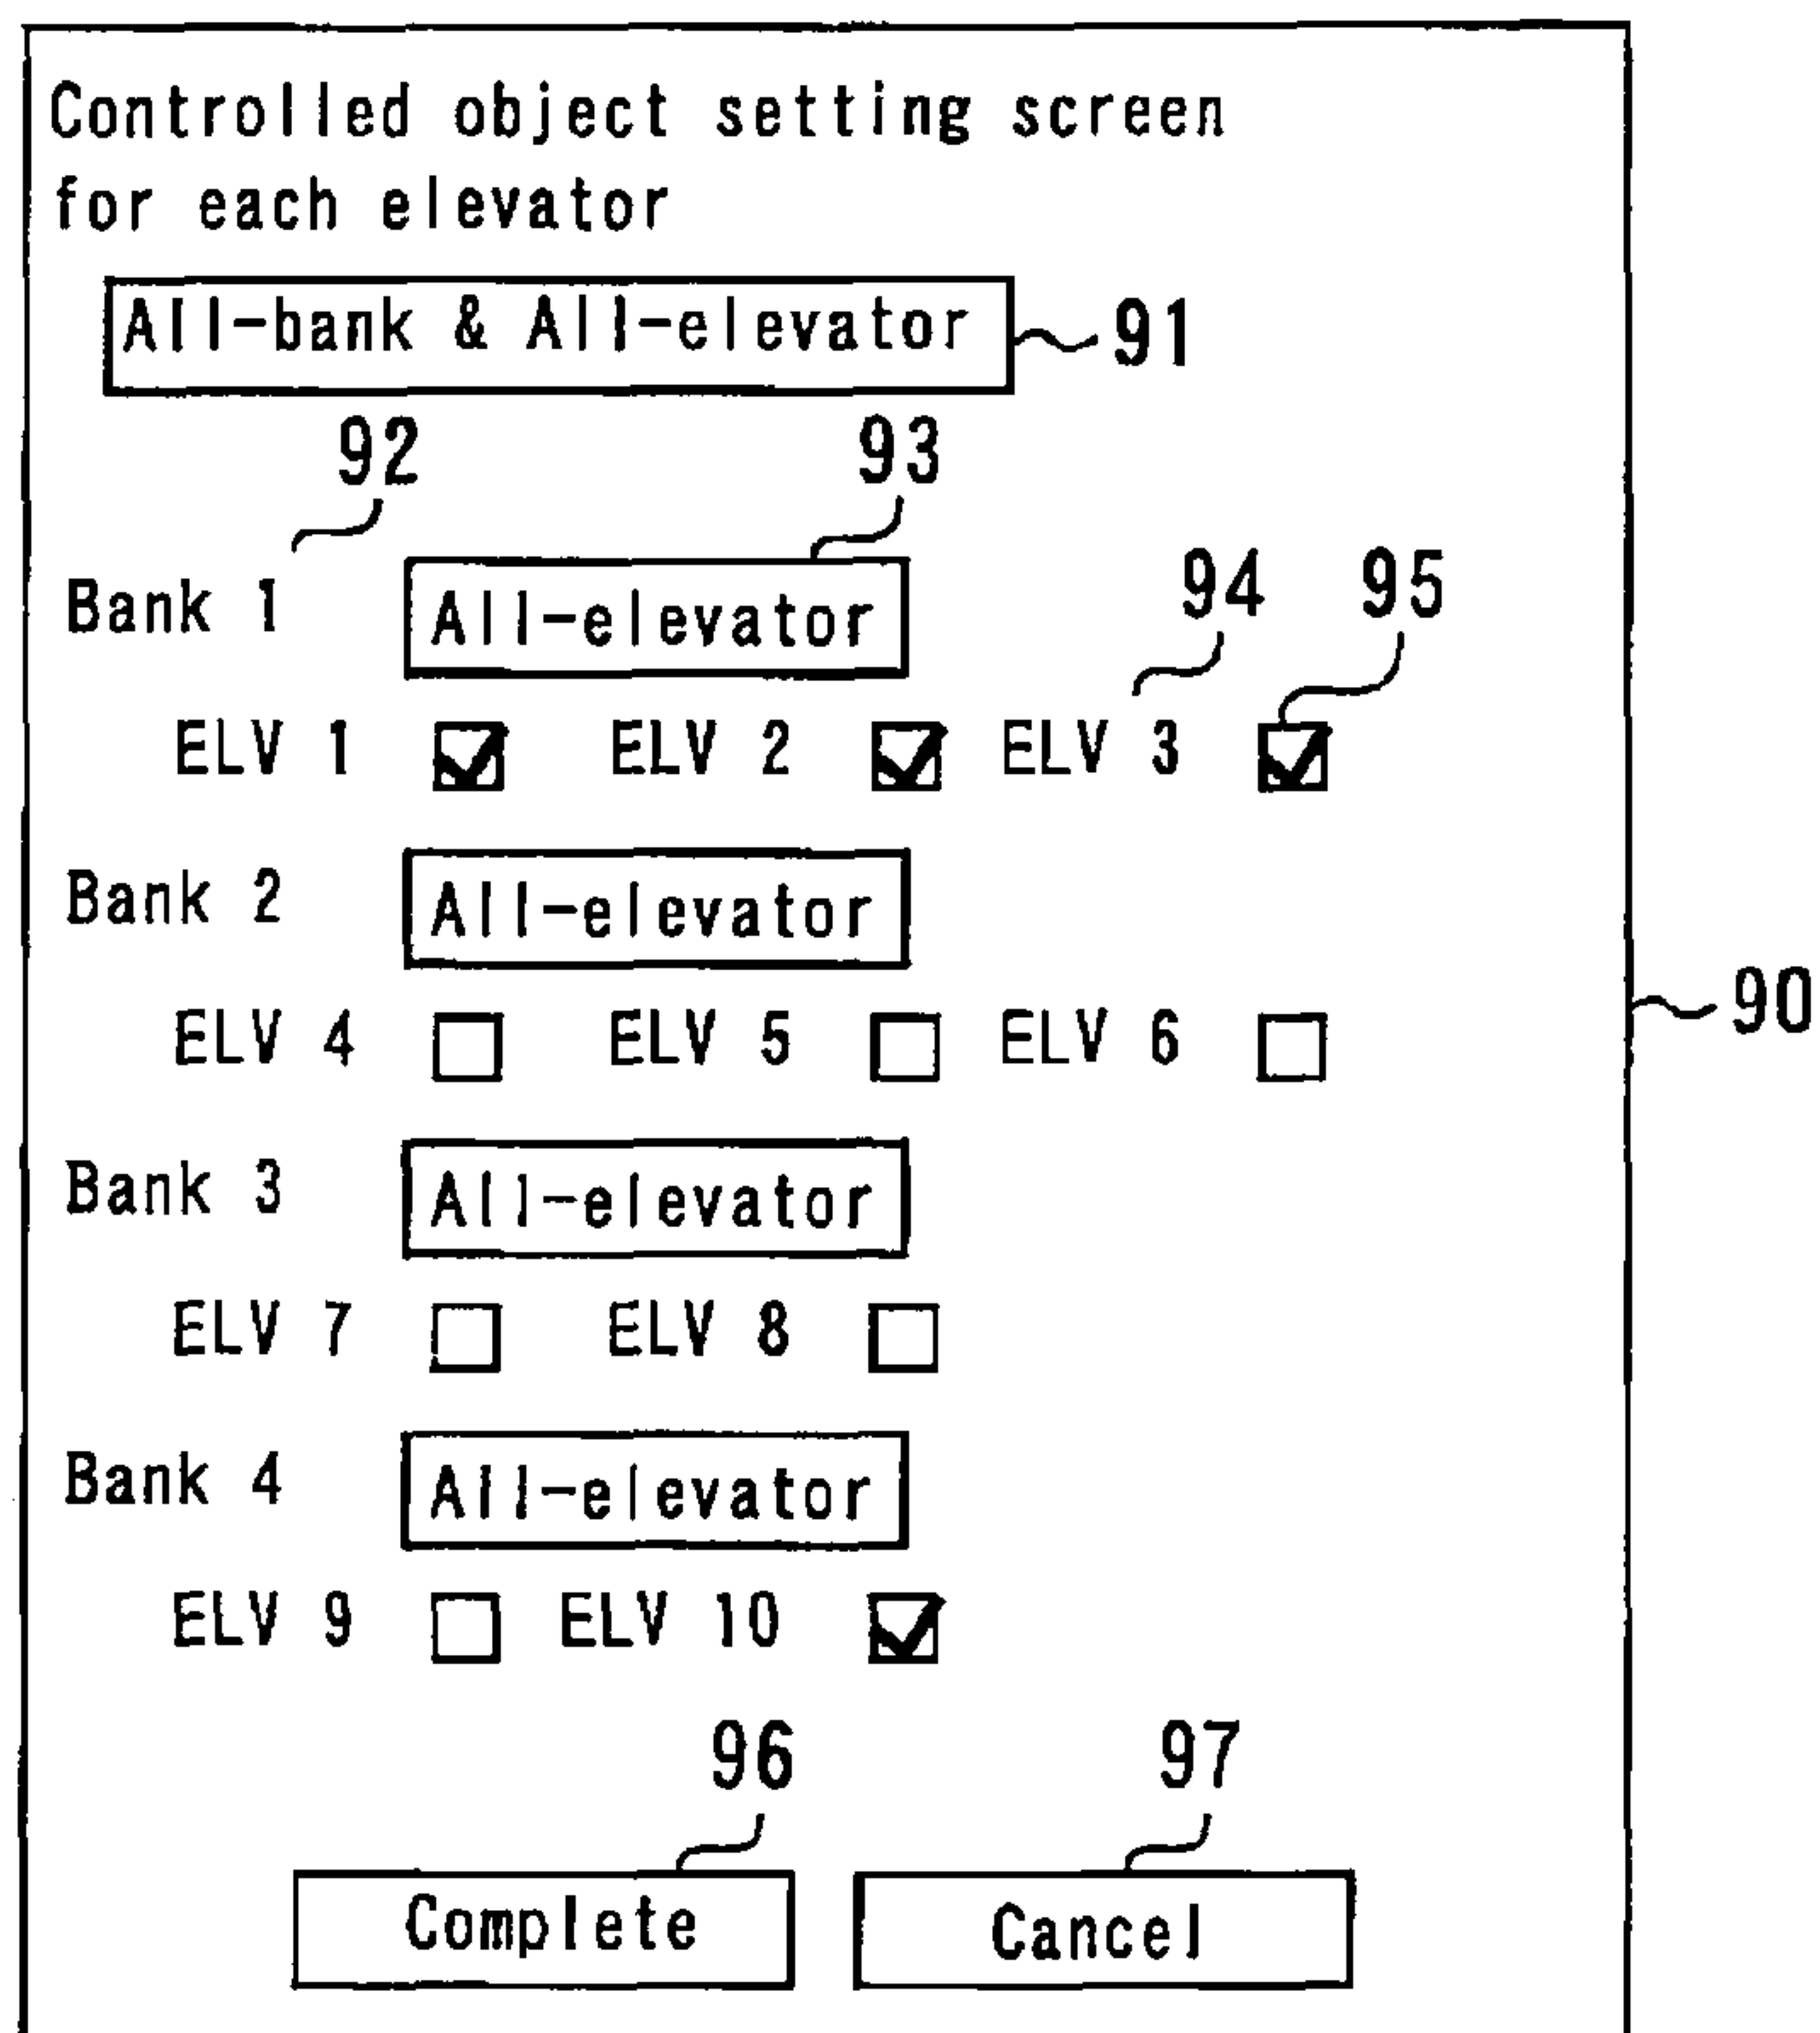 Controlled object setting screen
for each elevator
All-bank & All-elevator 91
92 93
Bank 1 All-elevator 94 95
ELV 1 ELV 2 ELV 3
Bank 2 All-elevator
90
ELV 4 ELV 5 ELV 6
Bank 3 All-elevator
ELV 7 ELV 8
Bank 4 All-elevator
ELV 9 ELV 10
96 97
Complete Cancel